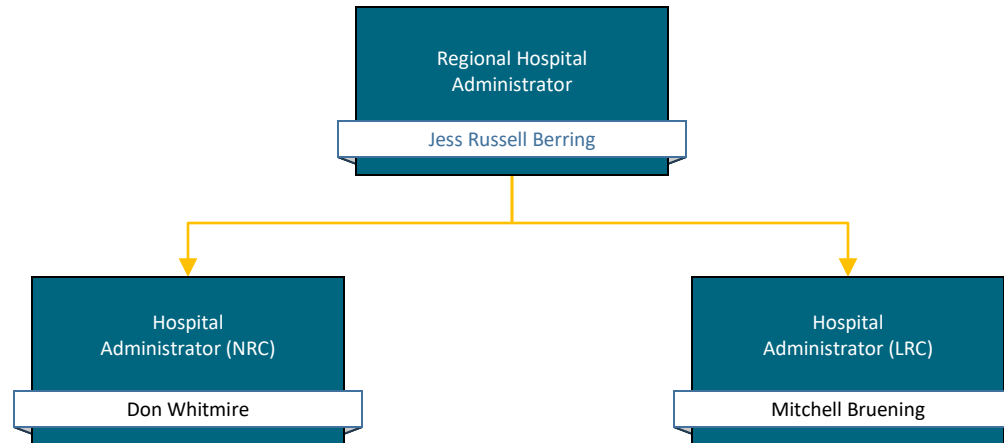 Regional Hospital
Administrator
Jess Russell Berring
Hospital
Administrator (NRC)
Don Whitmire
Hospital
Administrator (LRC)
Mitchell Bruening